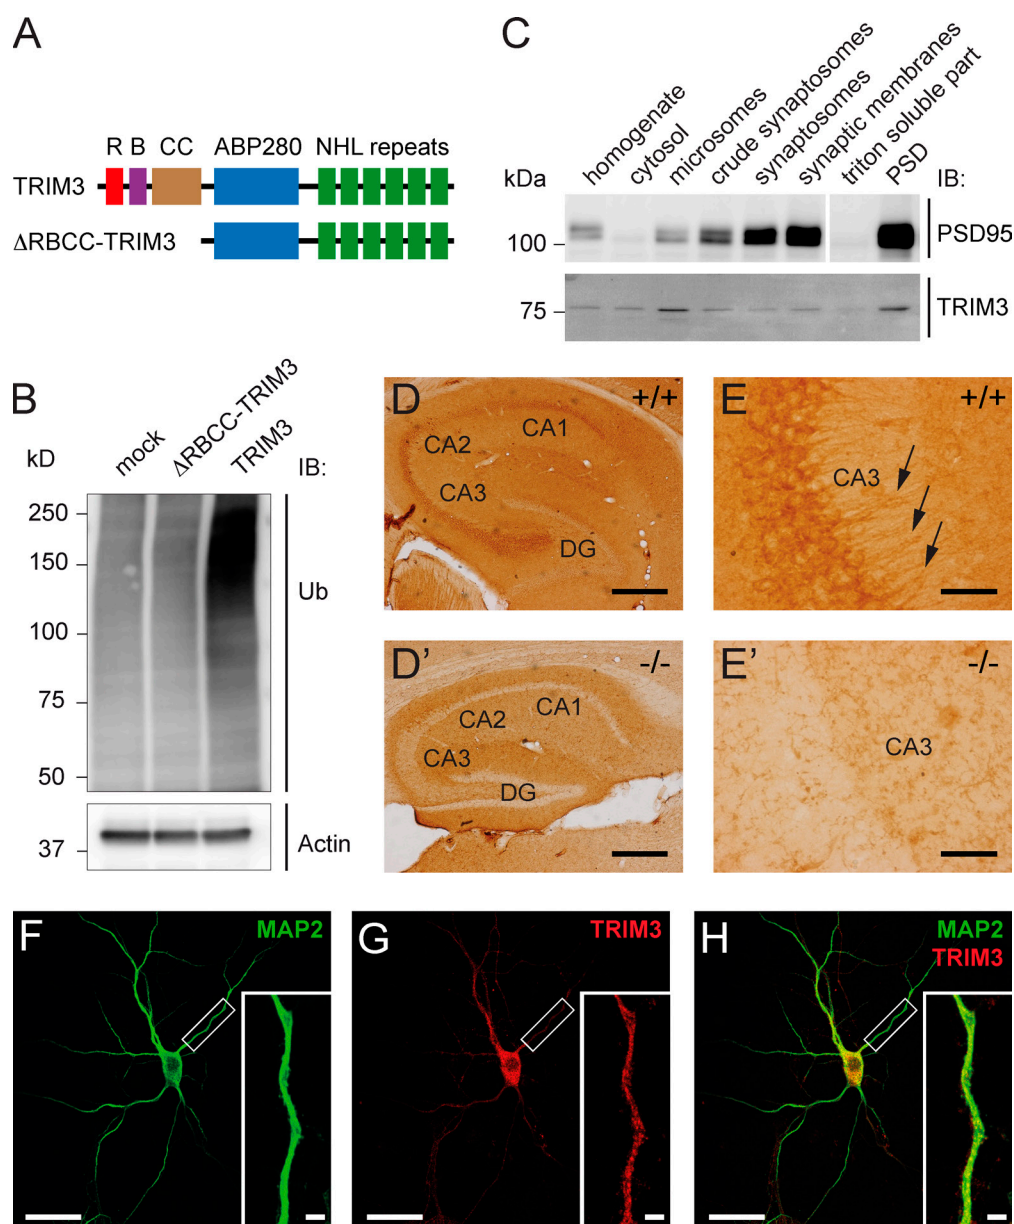 A
R B CC ABP280 NHL repeats
TRIM3
ΔRBCC-TRIM3
C
homogenate
cytosol
microsomes
crude synaptosomes
synaptosomes
synaptic membranes
triton soluble part
PSD
kDa
IB:
100
PSD95
75
TRIM3
B
mock
ΔRBCC-TRIM3
TRIM3
kD
IB:
250
150
100
75
50
Ub
37
Actin
D
+/+
CA1
CA2
CA3
DG
E
+/+
CA3
D'
-/-
CA1
CA2
CA3
DG
E'
-/-
CA3
F
MAP2
G
TRIM3
H
MAP2
TRIM3